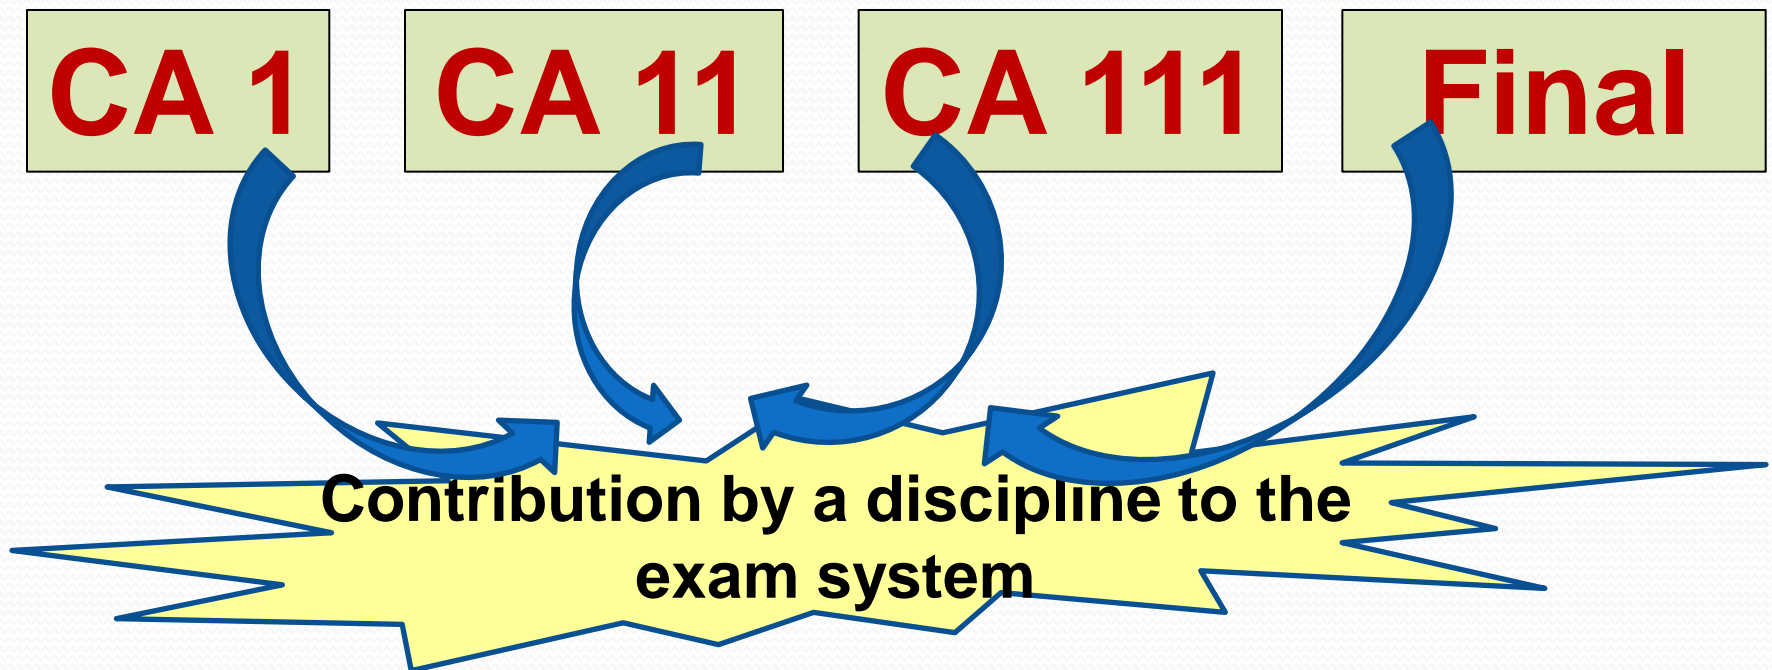 CA 1
CA 11
CA 111
Final
Contribution by a discipline to the
exam system